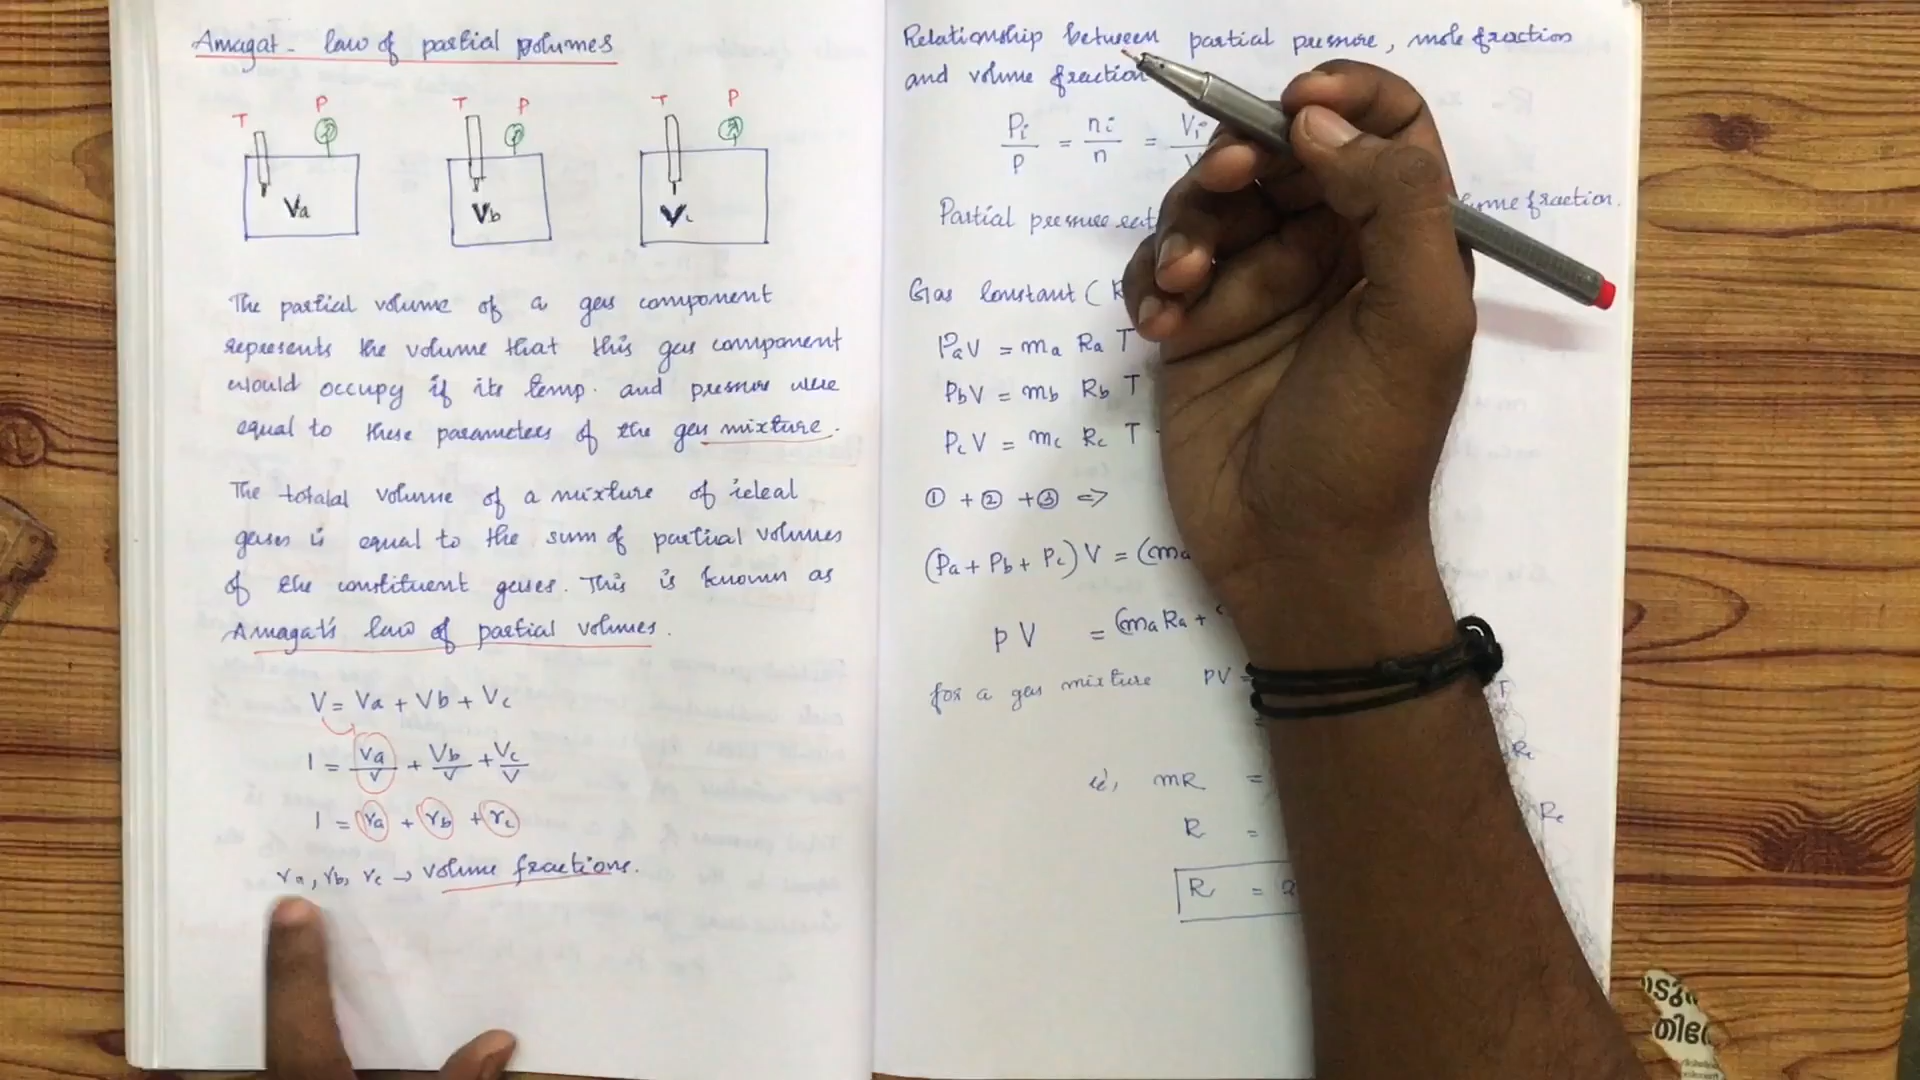 Amagat - law of partial volumes
T P T P T P
Va Vb
The partial volume of a gas component
represents the volume that this gas component
would occupy if its temp. and pressure were
equal to these parameters of the gas mixture.
The totalal volume of a mixture of ideal
gases is equal to the sum of partial volumes
of the constituent gases. This is known as
Amagat's law of partial volumes.
V = Va + Vb + Vc
1 = Va/V + Vb/V + Vc/V
1 = ra + rb + rc
ra, rb, rc → volume fractions.
Relationship between partial pressure, mole fraction
and volume fraction
Pi/P = ni/n =
Partial pressure fraction.
Gas Constant (
PaV = ma Ra T
PbV = mb Rb T
PcV = mc Rc T
① + ② + ③ =>
(Pa + Pb + Pc) V = (ma
PV = (ma Ra +
for a gas mixture PV =
T
Rc
ie, mR =
Rc
R =
R =